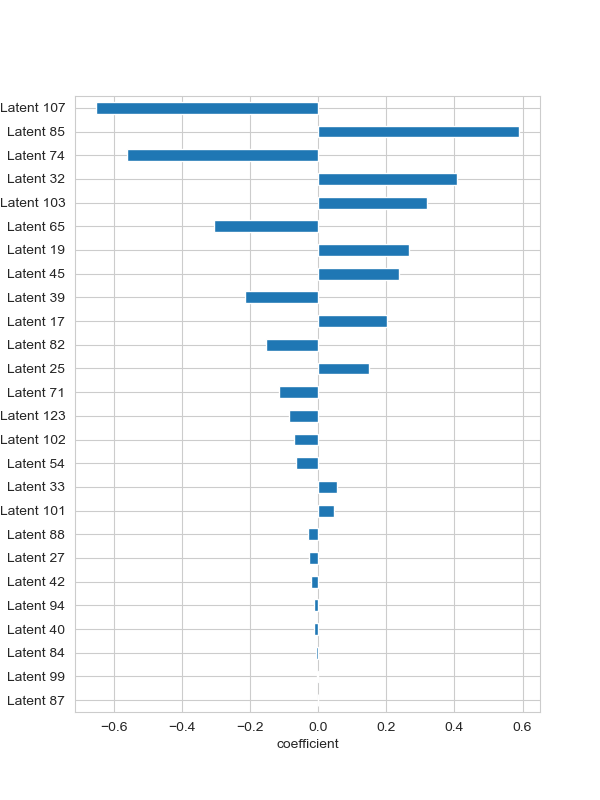 Latent 107
Latent 85
Latent 74
Latent 32
Latent 103
Latent 65
Latent 19
Latent 45
Latent 39
Latent 17
Latent 82
Latent 25
Latent 71
Latent 123
Latent 102
Latent 54
Latent 33
Latent 101
Latent 88
Latent 27
Latent 42
Latent 94
Latent 40
Latent 84
Latent 99
Latent 87
−0.6 −0.4 −0.2 0.0 0.2 0.4 0.6
coefficient